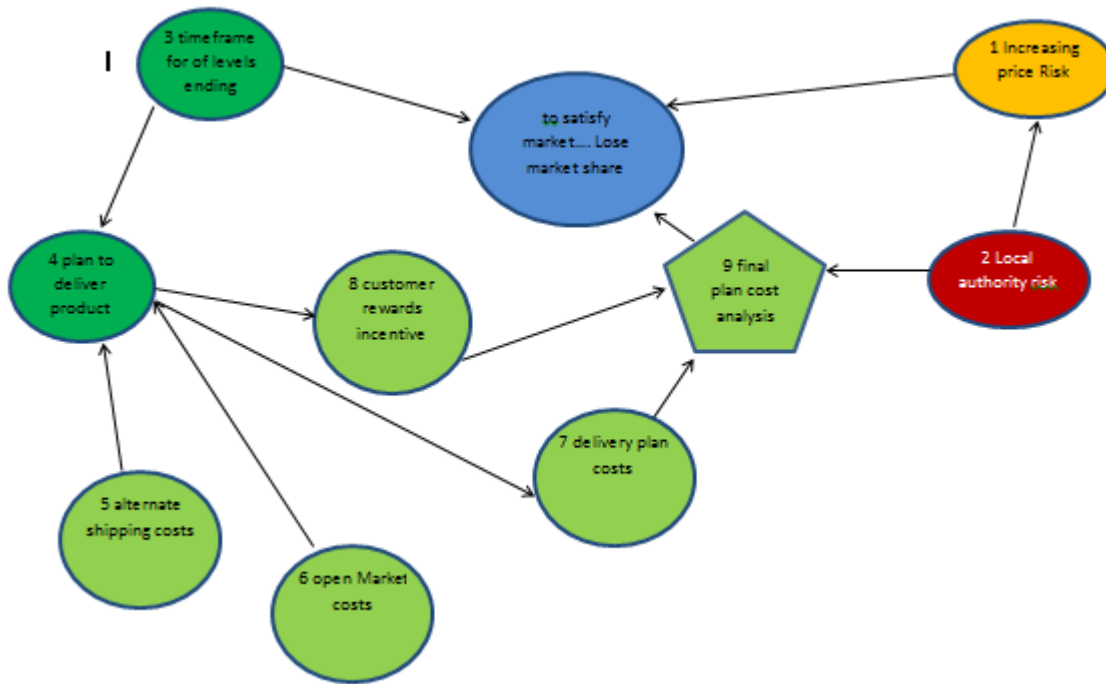 I
3 timeframe
for of levels
ending
1 Increasing
price Risk
to satisfy
market.... Lose
market share
4 plan to
deliver
product
8 customer
rewards
incentive
9 final
plan cost
analysis
2 Local
authority risk
7 delivery plan
costs
5 alternate
shipping costs
6 open Market
costs